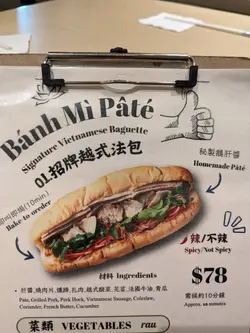 Bánh Mì Pâté
Signature Vietnamese Baguette
01.招牌越式法包
秘製鵝肝醬
Homemade Pâté
即叫即焗(10min)
Bake to order
辣/不辣
Spicy/Not Spicy
材料 Ingredients
肝醬,燒肉片,燻蹄,扎肉,越式酸菜,芫荽,法國牛油,青瓜
Pate, Grilled Pork, Pork Hock, Vietnamese Sausage, Coleslaw,
Coriander, French Butter, Cucumber
$78
需候約10分鐘
Approx. 10 minutes
菜類 VEGETABLES rau